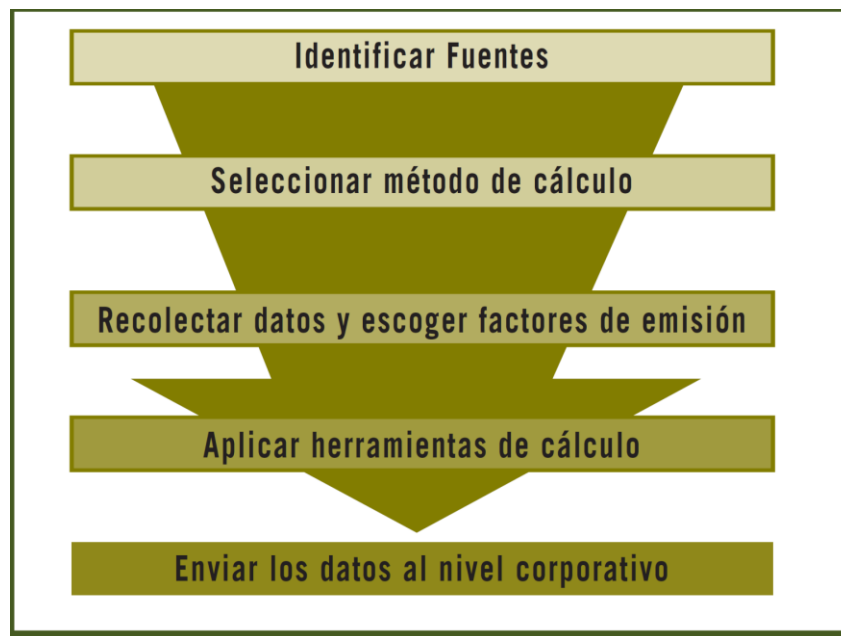 Identificar Fuentes
Seleccionar método de cálculo
Recolectar datos y escoger factores de emisión
Aplicar herramientas de cálculo
Enviar los datos al nivel corporativo